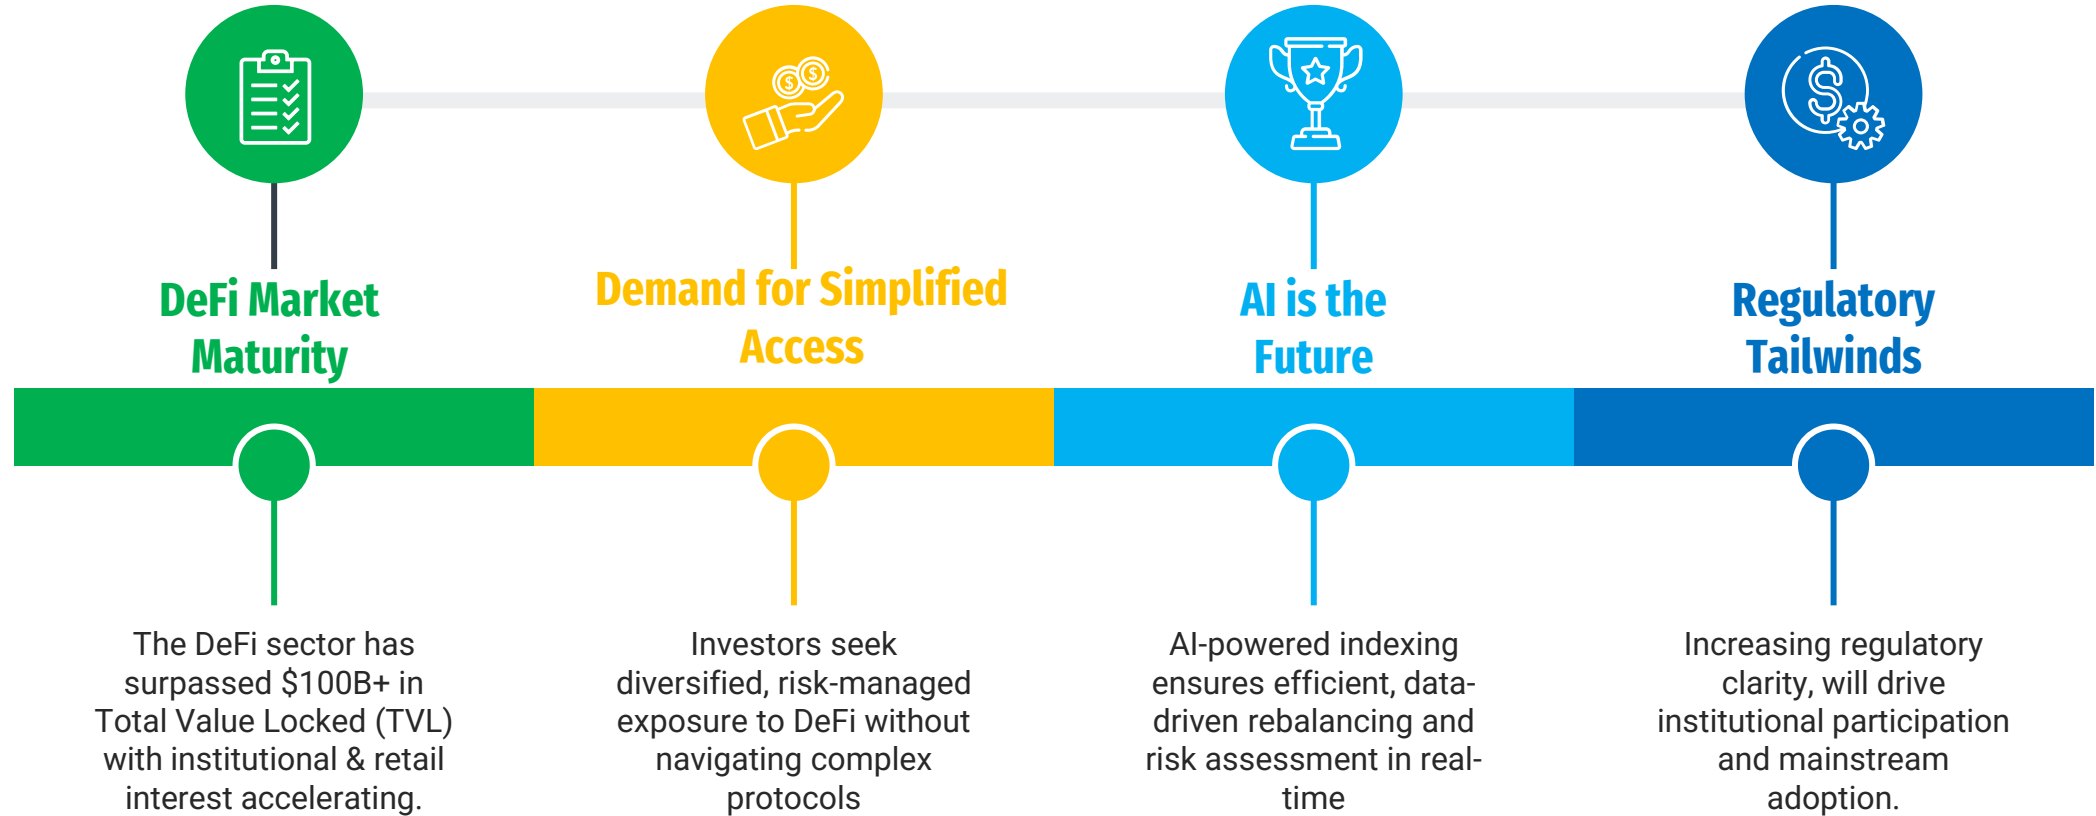 DeFi Market
Maturity
Demand for Simplified
Access
AI is the
Future
Regulatory
Tailwinds
The DeFi sector has
surpassed $100B+ in
Total Value Locked (TVL)
with institutional & retail
interest accelerating.
Investors seek
diversified, risk-managed
exposure to DeFi without
navigating complex
protocols
AI-powered indexing
ensures efficient, data-
driven rebalancing and
risk assessment in real-
time
Increasing regulatory
clarity, will drive
institutional participation
and mainstream
adoption.